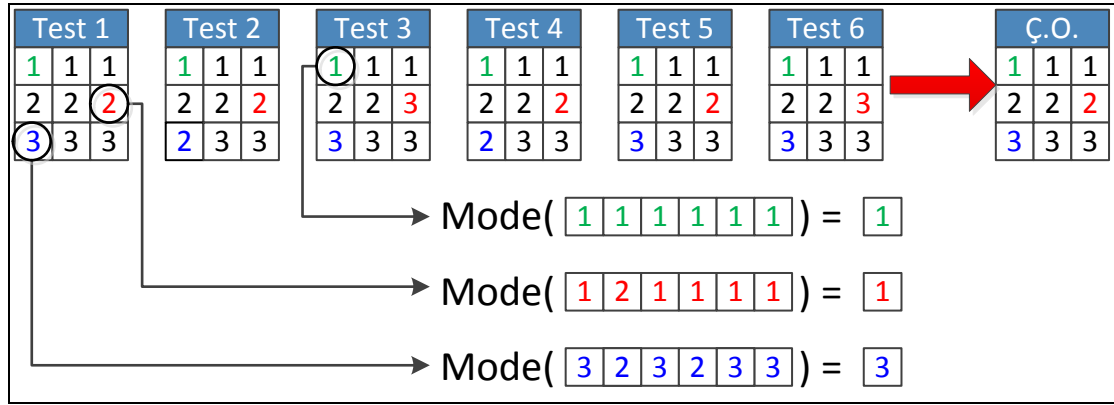 Test 1 Test 2 Test 3 Test 4 Test 5 Test 6 Ç.O.
1 1 1 1 1 1 1 1 1 1 1 1 1 1 1 1 1 1 1 1 1
2 2 2 2 2 2 2 2 3 2 2 2 2 2 2 2 2 3 2 2 2
3 3 3 2 3 3 3 3 3 2 3 3 3 3 3 3 3 3 3 3 3
Mode( 1 1 1 1 1 1 ) = 1
Mode( 1 2 1 1 1 1 ) = 1
Mode( 3 2 3 2 3 3 ) = 3